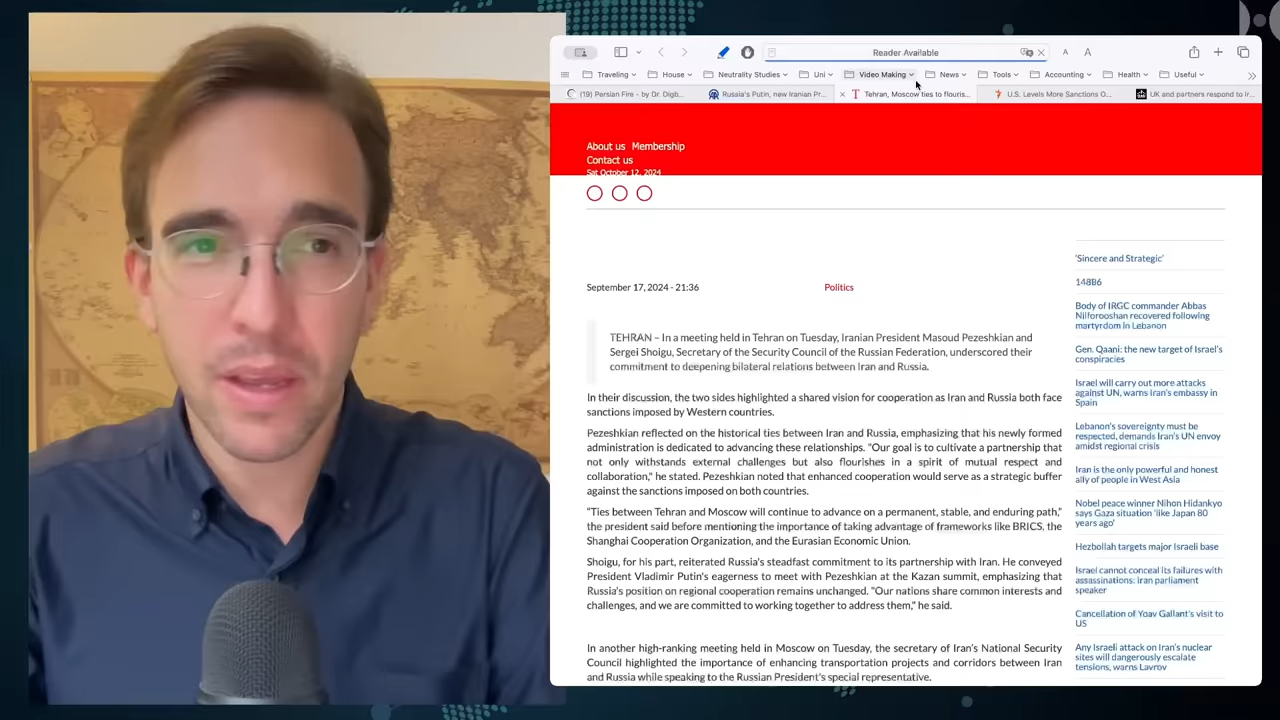 Reader Available
Traveling
House
Neutrality Studies
Uni
Video Making
News
Tools
Accounting
Health
Useful
(19) Persian Fire - by Dr. Digb...
Russia's Putin, new Iranian Pr...
Tehran, Moscow ties to flouris...
U.S. Levels More Sanctions O...
UK and partners respond to Ir...
About us Membership
Contact us
Sat October 12, 2024
September 17, 2024 - 21:36
Politics
TEHRAN – In a meeting held in Tehran on Tuesday, Iranian President Masoud Pezeshkian and
Sergei Shoigu, Secretary of the Security Council of the Russian Federation, underscored their
commitment to deepening bilateral relations between Iran and Russia.
In their discussion, the two sides highlighted a shared vision for cooperation as Iran and Russia both face
sanctions imposed by Western countries.
Pezeshkian reflected on the historical ties between Iran and Russia, emphasizing that his newly formed
administration is dedicated to advancing these relationships. "Our goal is to cultivate a partnership that
not only withstands external challenges but also flourishes in a spirit of mutual respect and
collaboration," he stated. Pezeshkian noted that enhanced cooperation would serve as a strategic buffer
against the sanctions imposed on both countries.
"Ties between Tehran and Moscow will continue to advance on a permanent, stable, and enduring path,"
the president said before mentioning the importance of taking advantage of frameworks like BRICS, the
Shanghai Cooperation Organization, and the Eurasian Economic Union.
Shoigu, for his part, reiterated Russia's steadfast commitment to its partnership with Iran. He conveyed
President Vladimir Putin's eagerness to meet with Pezeshkian at the Kazan summit, emphasizing that
Russia's position on regional cooperation remains unchanged. "Our nations share common interests and
challenges, and we are committed to working together to address them," he said.
In another high-ranking meeting held in Moscow on Tuesday, the secretary of Iran's National Security
Council highlighted the importance of enhancing transportation projects and corridors between Iran
and Russia while speaking to the Russian President's special representative.
'Sincere and Strategic'
148B6
Body of IRGC commander Abbas
Nilforooshan recovered following
martyrdom in Lebanon
Gen. Qaani: the new target of Israel's
conspiracies
Israel will carry out more attacks
against UN, warns Iran's embassy in
Spain
Lebanon's sovereignty must be
respected, demands Iran's UN envoy
amidst regional crisis
Iran is the only powerful and honest
ally of people in West Asia
Nobel peace winner Nihon Hidankyo
says Gaza situation 'like Japan 80
years ago'
Hezbollah targets major Israeli base
Israel cannot conceal its failures with
assassinations: Iran parliament
speaker
Cancellation of Yoav Gallant's visit to
US
Any Israeli attack on Iran's nuclear
sites will dangerously escalate
tensions, warns Lavrov